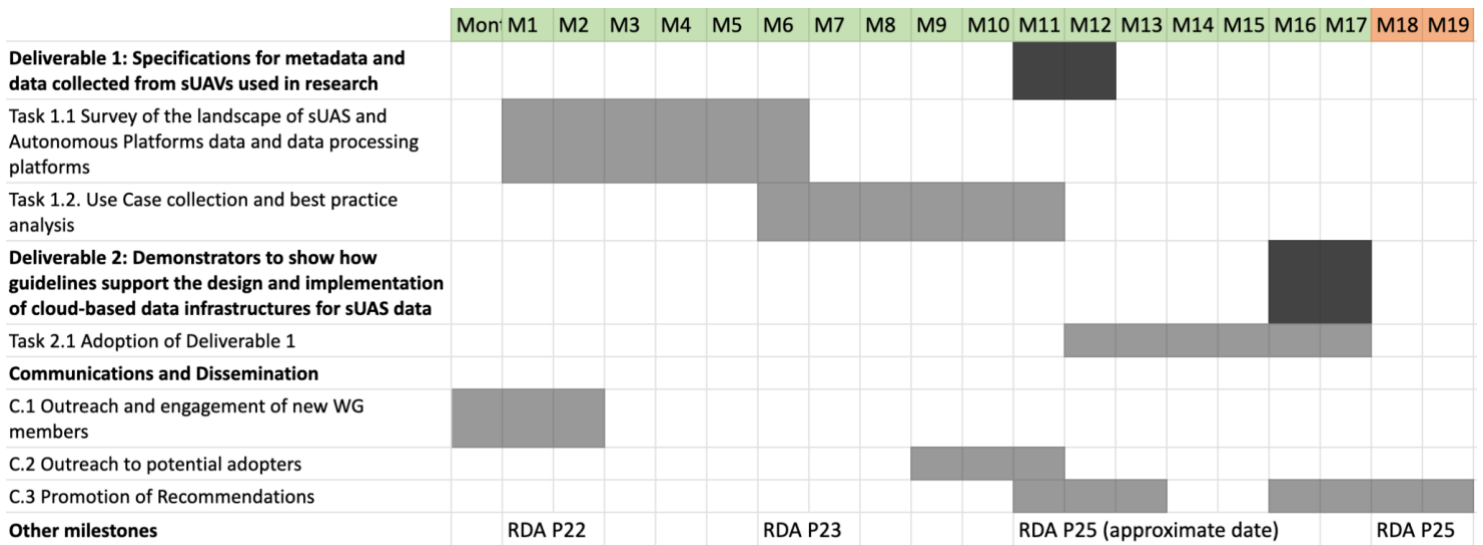 Mont M1 M2 M3 M4 M5 M6 M7 M8 M9 M10 M11 M12 M13 M14 M15 M16 M17 M18 M19
Deliverable 1: Specifications for metadata and
data collected from sUAVs used in research
Task 1.1 Survey of the landscape of sUAS and
Autonomous Platforms data and data processing
platforms
Task 1.2. Use Case collection and best practice
analysis
Deliverable 2: Demonstrators to show how
guidelines support the design and implementation
of cloud-based data infrastructures for sUAS data
Task 2.1 Adoption of Deliverable 1
Communications and Dissemination
C.1 Outreach and engagement of new WG
members
C.2 Outreach to potential adopters
C.3 Promotion of Recommendations
Other milestones RDA P22 RDA P23 RDA P25 (approximate date) RDA P25